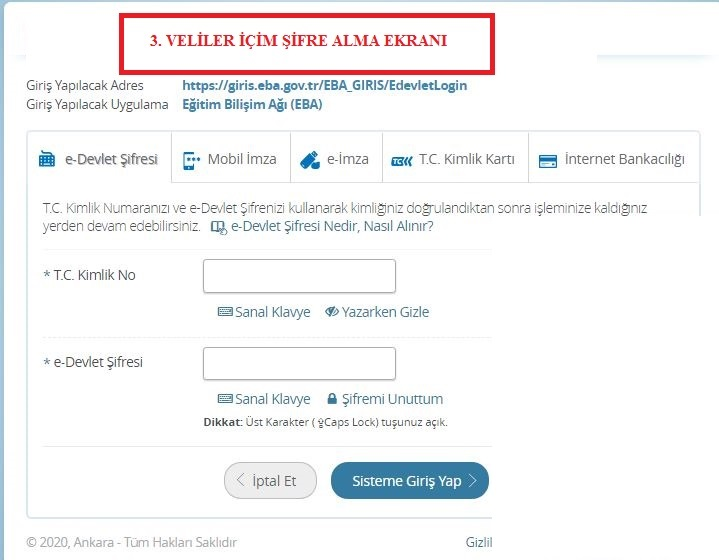 3. VELİLER İÇİM ŞİFRE ALMA EKRANI
Giriş Yapılacak Adres https://giris.eba.gov.tr/EBA_GIRIS/EdevletLogin
Giriş Yapılacak Uygulama Eğitim Bilişim Ağı (EBA)
e-Devlet Şifresi Mobil İmza e-İmza T.C. Kimlik Kartı İnternet Bankacılığı
T.C. Kimlik Numaranızı ve e-Devlet Şifrenizi kullanarak kimliğiniz doğrulandıktan sonra işleminize kaldığınız
yerden devam edebilirsiniz. e-Devlet Şifresi Nedir, Nasıl Alınır?
* T.C. Kimlik No
Sanal Klavye Yazarken Gizle
* e-Devlet Şifresi
Sanal Klavye Şifremi Unuttum
Dikkat: Üst Karakter ( Caps Lock) tuşunuz açık.
İptal Et Sisteme Giriş Yap
© 2020, Ankara - Tüm Hakları Saklıdır Gizlil